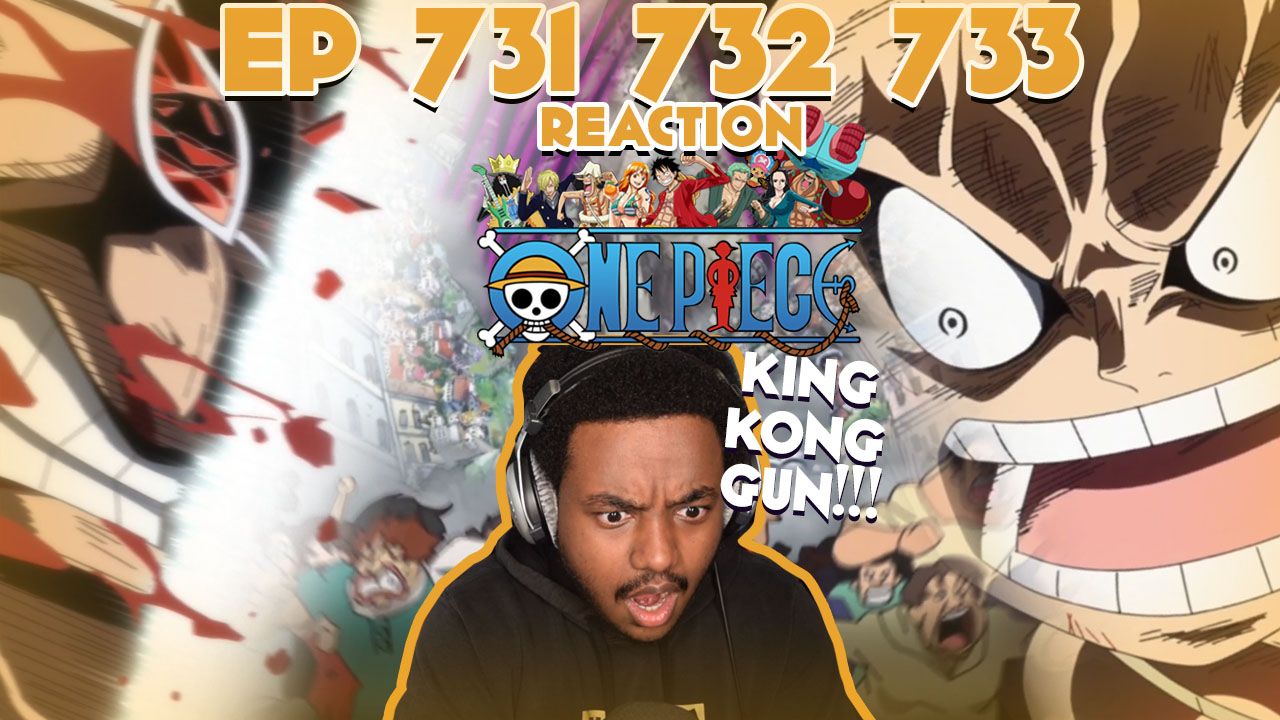 EP 731 732 733
REACTION
ONE PIECE
KING
KONG
GUN!!!